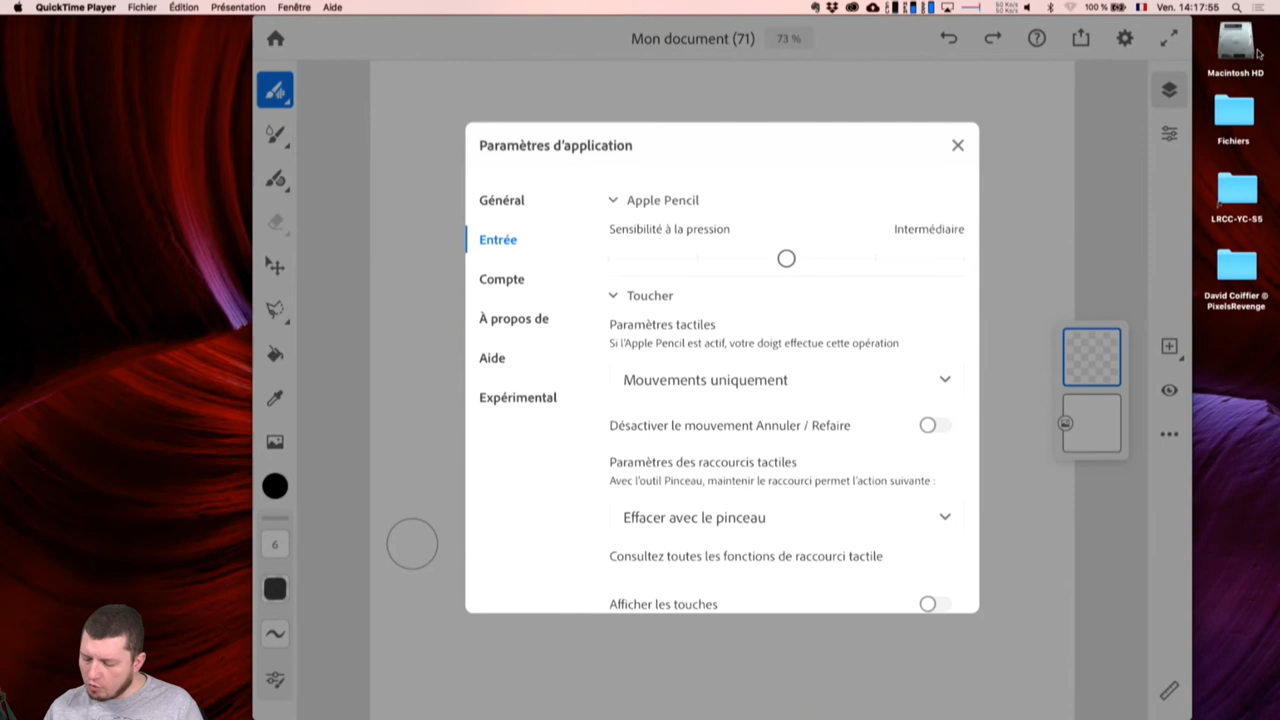 QuickTime Player Fichier Édition Présentation Fenêtre Aide 100 % Ven. 14:17:55
Mon document (71) 73 %
Macintosh HD
Fichiers
LRCC-YC-S5
David Coiffier ©
PixelsRevenge
Paramètres d'application
Général
Entrée
Compte
À propos de
Aide
Expérimental
Apple Pencil
Sensibilité à la pression Intermédiaire
Toucher
Paramètres tactiles
Si l'Apple Pencil est actif, votre doigt effectue cette opération
Mouvements uniquement
Désactiver le mouvement Annuler / Refaire
Paramètres des raccourcis tactiles
Avec l'outil Pinceau, maintenir le raccourci permet l'action suivante :
Effacer avec le pinceau
Consultez toutes les fonctions de raccourci tactile
Afficher les touches
6